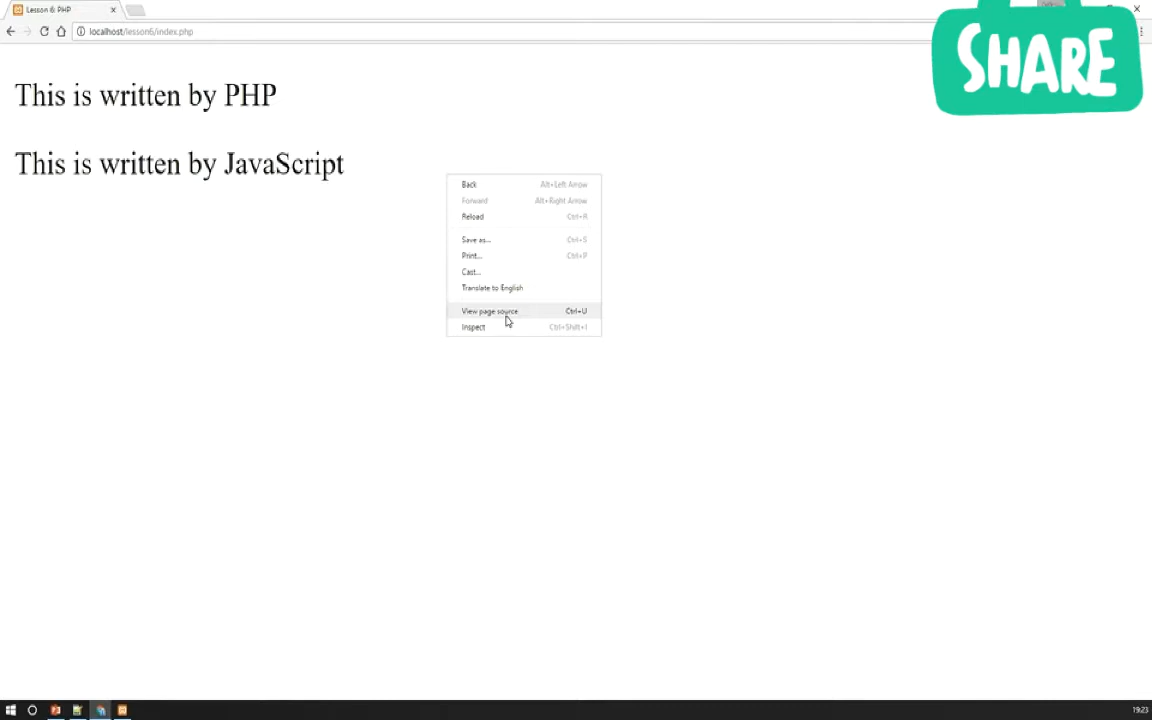 Lesson 6: PHP
localhost/lesson6/index.php
SHARE
This is written by PHP
This is written by JavaScript
Back Alt+Left Arrow
Forward Alt+Right Arrow
Reload Ctrl+R
Save as... Ctrl+S
Print... Ctrl+P
Cast...
Translate to English
View page source Ctrl+U
Inspect Ctrl+Shift+I
19:23